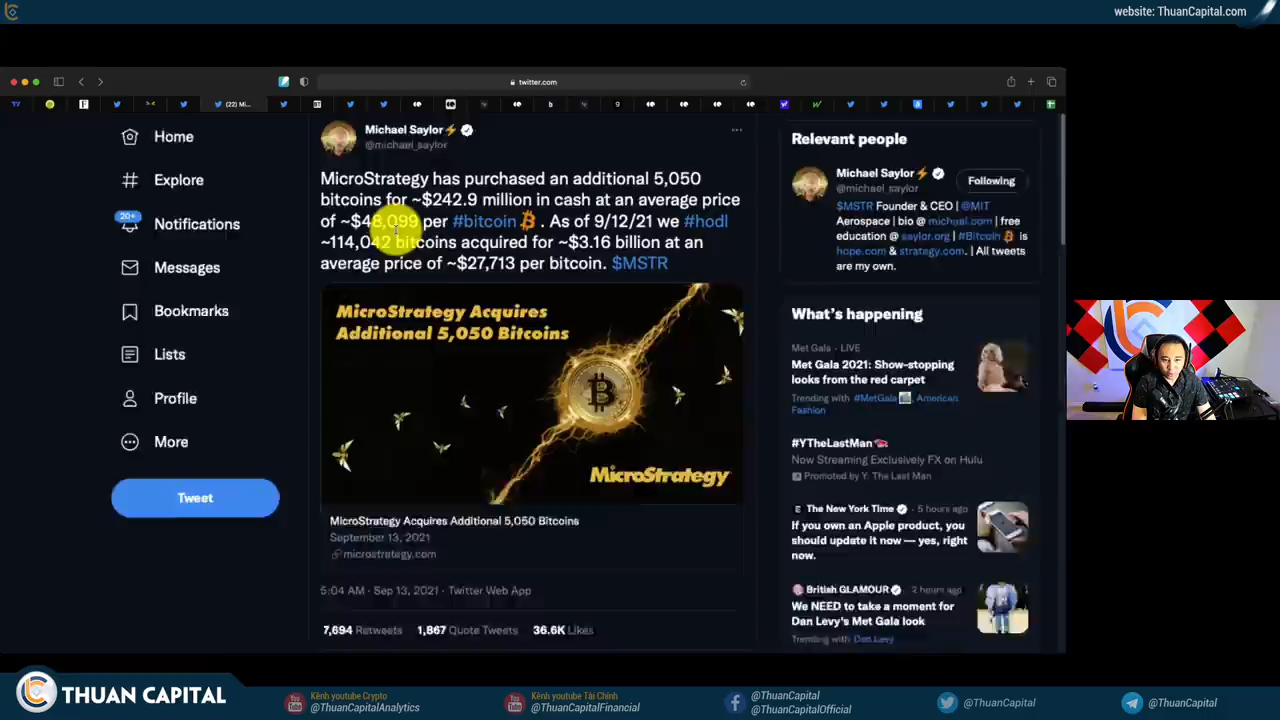 website: ThuanCapital.com
twitter.com
(22) Mi...
Home
Explore
20+
Notifications
Messages
Bookmarks
Lists
Profile
More
Tweet
Michael Saylor
@michael_saylor
MicroStrategy has purchased an additional 5,050
bitcoins for ~$242.9 million in cash at an average price
of ~$48,099 per #bitcoin . As of 9/12/21 we #hodl
~114,042 bitcoins acquired for ~$3.16 billion at an
average price of ~$27,713 per bitcoin. $MSTR
MicroStrategy Acquires
Additional 5,050 Bitcoins
MicroStrategy
MicroStrategy Acquires Additional 5,050 Bitcoins
September 13, 2021
microstrategy.com
5:04 AM · Sep 13, 2021 · Twitter Web App
7,694 Retweets 1,867 Quote Tweets 36.6K Likes
Relevant people
Michael Saylor
Following
@michael_saylor
$MSTR Founder & CEO | @MIT
Aerospace | bio @ michael.com | free
education @ saylor.org | #Bitcoin is
hope.com & strategy.com. | All tweets
are my own.
What's happening
Met Gala · LIVE
Met Gala 2021: Show-stopping
looks from the red carpet
Trending with #MetGala , American
Fashion
#YTheLastMan
Now Streaming Exclusively FX on Hulu
Promoted by Y: The Last Man
The New York Time · 5 hours ago
If you own an Apple product, you
should update it now — yes, right
now.
British GLAMOUR · 2 hours ago
We NEED to take a moment for
Dan Levy's Met Gala look
Trending with Dan Levy
THUAN CAPITAL
Kênh youtube Crypto
@ThuanCapitalAnalytics
Kênh youtube Tài Chính
@ThuanCapitalFinancial
@ThuanCapital
@ThuanCapitalOfficial
@ThuanCapital
@ThuanCapital